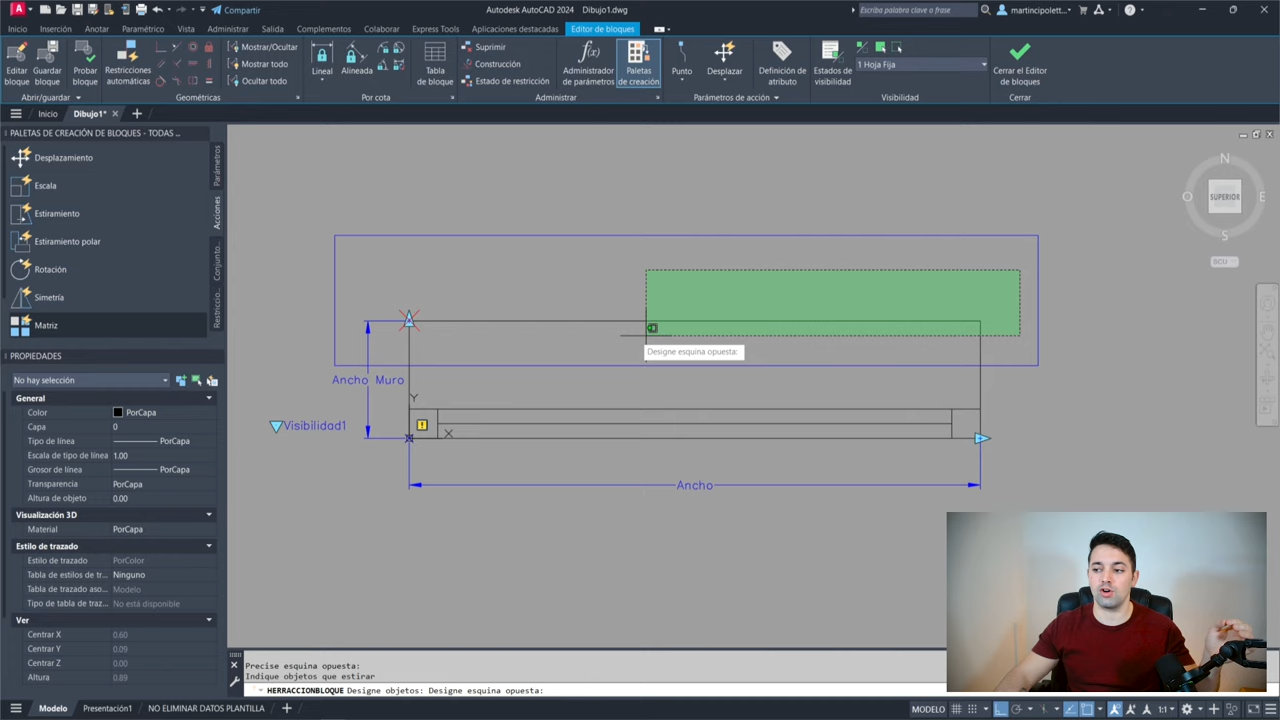 Compartir
Autodesk AutoCAD 2024 Dibujo1.dwg
Escriba palabra clave o frase
martincipolett...
Inicio Inserción Anotar Paramétrico Vista Administrar Salida Complementos Colaborar Express Tools Aplicaciones destacadas Editor de bloques
Editar bloque
Guardar bloque
Probar bloque
Abrir/guardar
Restricciones automáticas
Mostrar/Ocultar
Mostrar todo
Ocultar todo
Geométricas
Lineal
Alineada
Por cota
Tabla de bloque
Suprimir
Construcción
Estado de restricción
Administrador de parámetros
Paletas de creación
Administrar
Punto
Desplazar
Definición de atributo
Parámetros de acción
Estados de visibilidad
1 Hoja Fija
Visibilidad
Cerrar el Editor de bloques
Cerrar
Inicio
Dibujo1*
PALETAS DE CREACIÓN DE BLOQUES - TODAS ...
Desplazamiento
Escala
Estiramiento
Estiramiento polar
Rotación
Simetría
Matriz
Parámetros
Acciones
Conjunto...
Restricci...
PROPIEDADES
No hay selección
General
Color PorCapa
Capa 0
Tipo de línea PorCapa
Escala de tipo de línea 1.00
Grosor de línea PorCapa
Transparencia PorCapa
Altura de objeto 0.00
Visualización 3D
Material PorCapa
Estilo de trazado
Estilo de trazado PorColor
Tabla de estilos de tr... Ninguno
Tabla de trazado aso... Modelo
Tipo de tabla de traz... No está disponible
Ver
Centrar X 0.60
Centrar Y 0.09
Centrar Z 0.00
Altura 0.89
N
O SUPERIOR E
S
SCU
Designe esquina opuesta:
Ancho Muro
Y
Visibilidad1
X
Ancho
Precise esquina opuesta:
Indique objetos que estirar
HERRACCIONBLOQUE Designe objetos: Designe esquina opuesta:
Modelo Presentación1 NO ELIMINAR DATOS PLANTILLA
MODELO
1:1